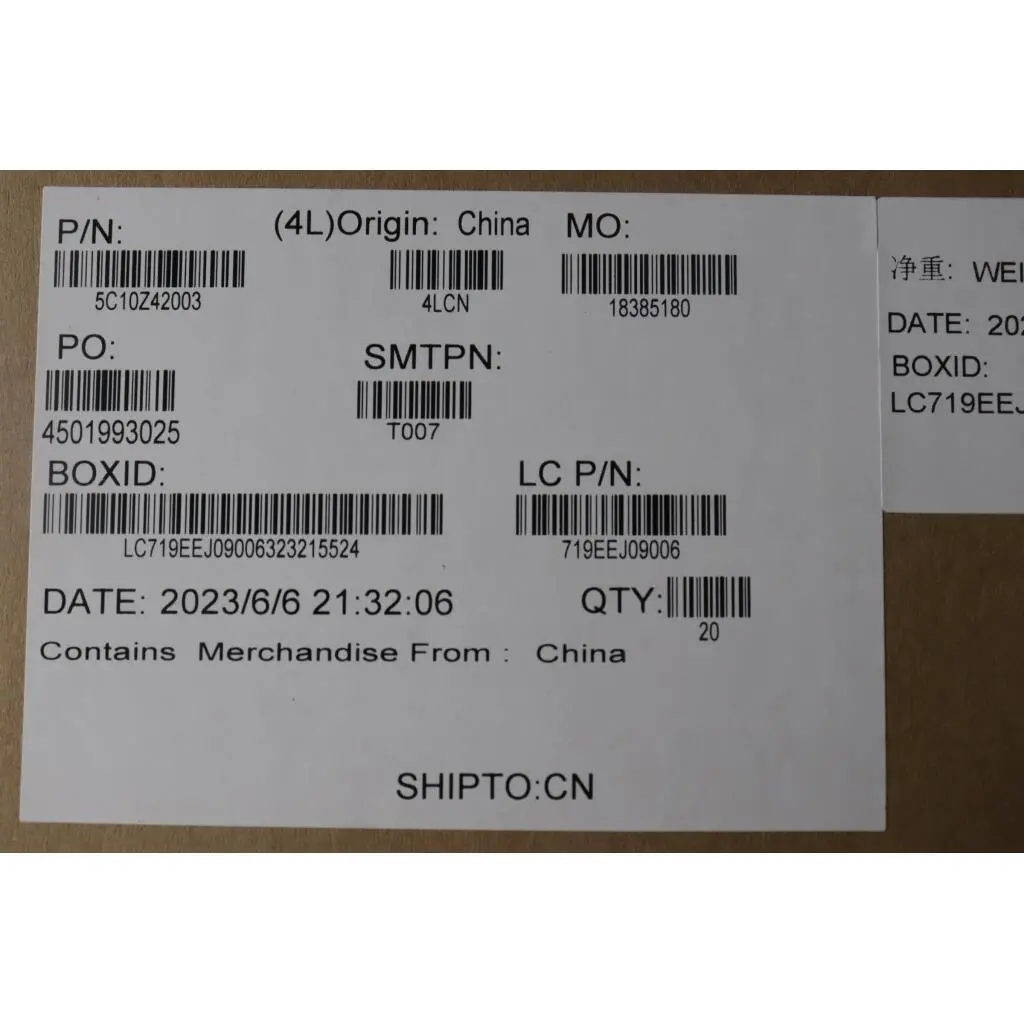 P/N:
(4L)Origin: China
MO:
5C10Z42003
4LCN
18385180
PO:
SMTPN:
4501993025
T007
BOXID:
LC P/N:
LC719EEJ09006323215524
719EEJ09006
DATE: 2023/6/6 21:32:06
QTY:
20
Contains Merchandise From : China
SHIPTO:CN
净重: WEI
DATE: 202
BOXID:
LC719EEJ